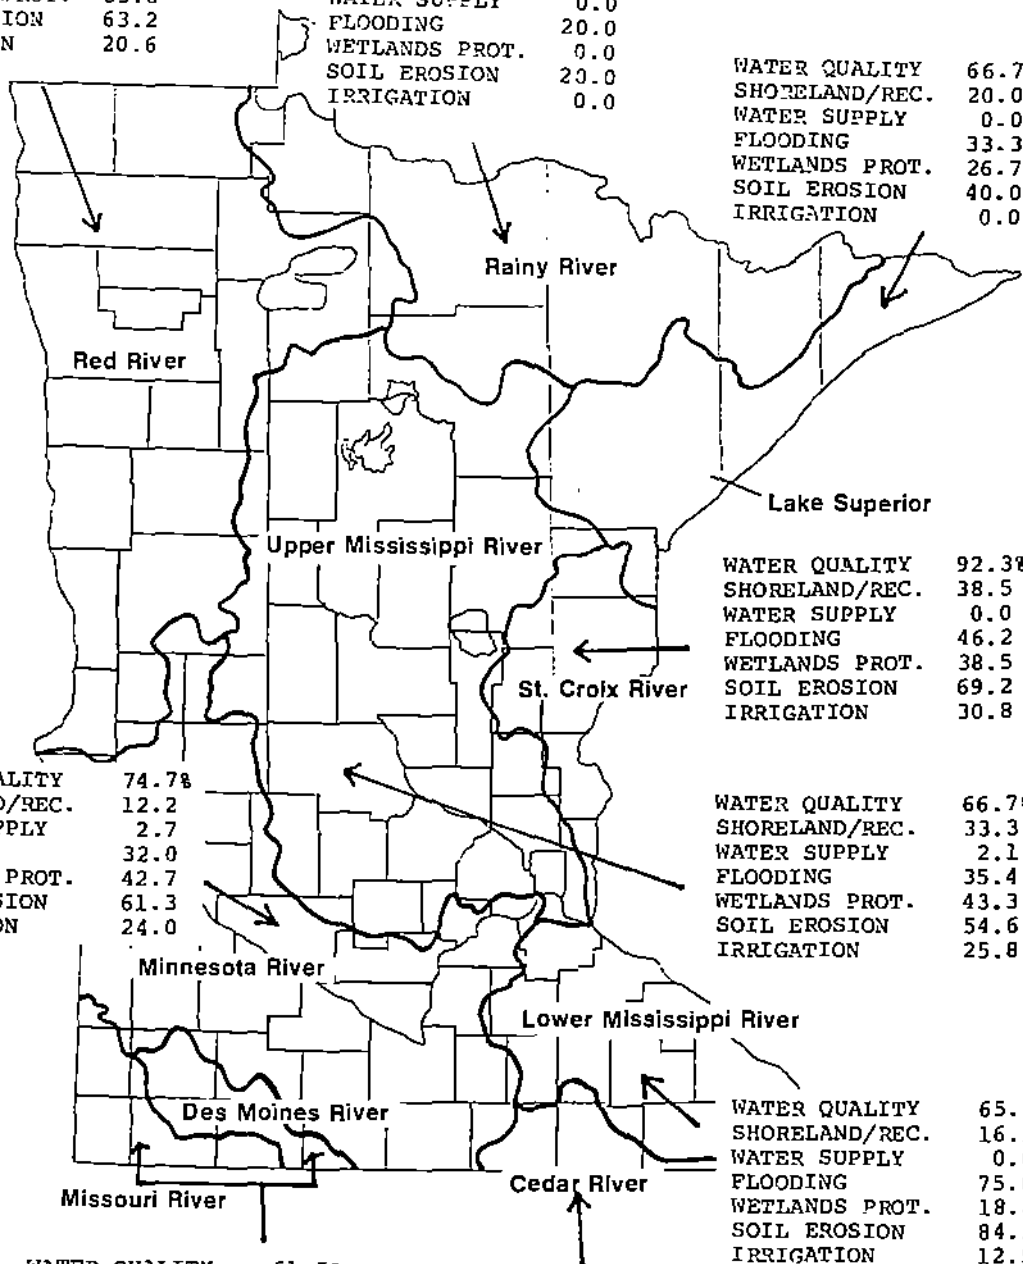 ION 63.2
N 20.6
WATER SUPPLY 0.0
FLOODING 20.0
WETLANDS PROT. 0.0
SOIL EROSION 20.0
IRRIGATION 0.0
WATER QUALITY 66.7
SHORELAND/REC. 20.0
WATER SUPPLY 0.0
FLOODING 33.3
WETLANDS PROT. 26.7
SOIL EROSION 40.0
IRRIGATION 0.0
Rainy River
Red River
Lake Superior
Upper Mississippi River
WATER QUALITY 92.3%
SHORELAND/REC. 38.5
WATER SUPPLY 0.0
FLOODING 46.2
WETLANDS PROT. 38.5
SOIL EROSION 69.2
IRRIGATION 30.8
St. Croix River
ALITY 74.7%
D/REC. 12.2
PPLY 2.7
32.0
PROT. 42.7
SION 61.3
ON 24.0
WATER QUALITY 66.7%
SHORELAND/REC. 33.3
WATER SUPPLY 2.1
FLOODING 35.4
WETLANDS PROT. 43.3
SOIL EROSION 54.6
IRRIGATION 25.8
Minnesota River
Lower Mississippi River
Des Moines River
WATER QUALITY 65.
SHORELAND/REC. 16.
WATER SUPPLY 0.
FLOODING 75.
WETLANDS PROT. 18.
SOIL EROSION 84.
IRRIGATION 12.
Missouri River
Cedar River
WATER QUALITY